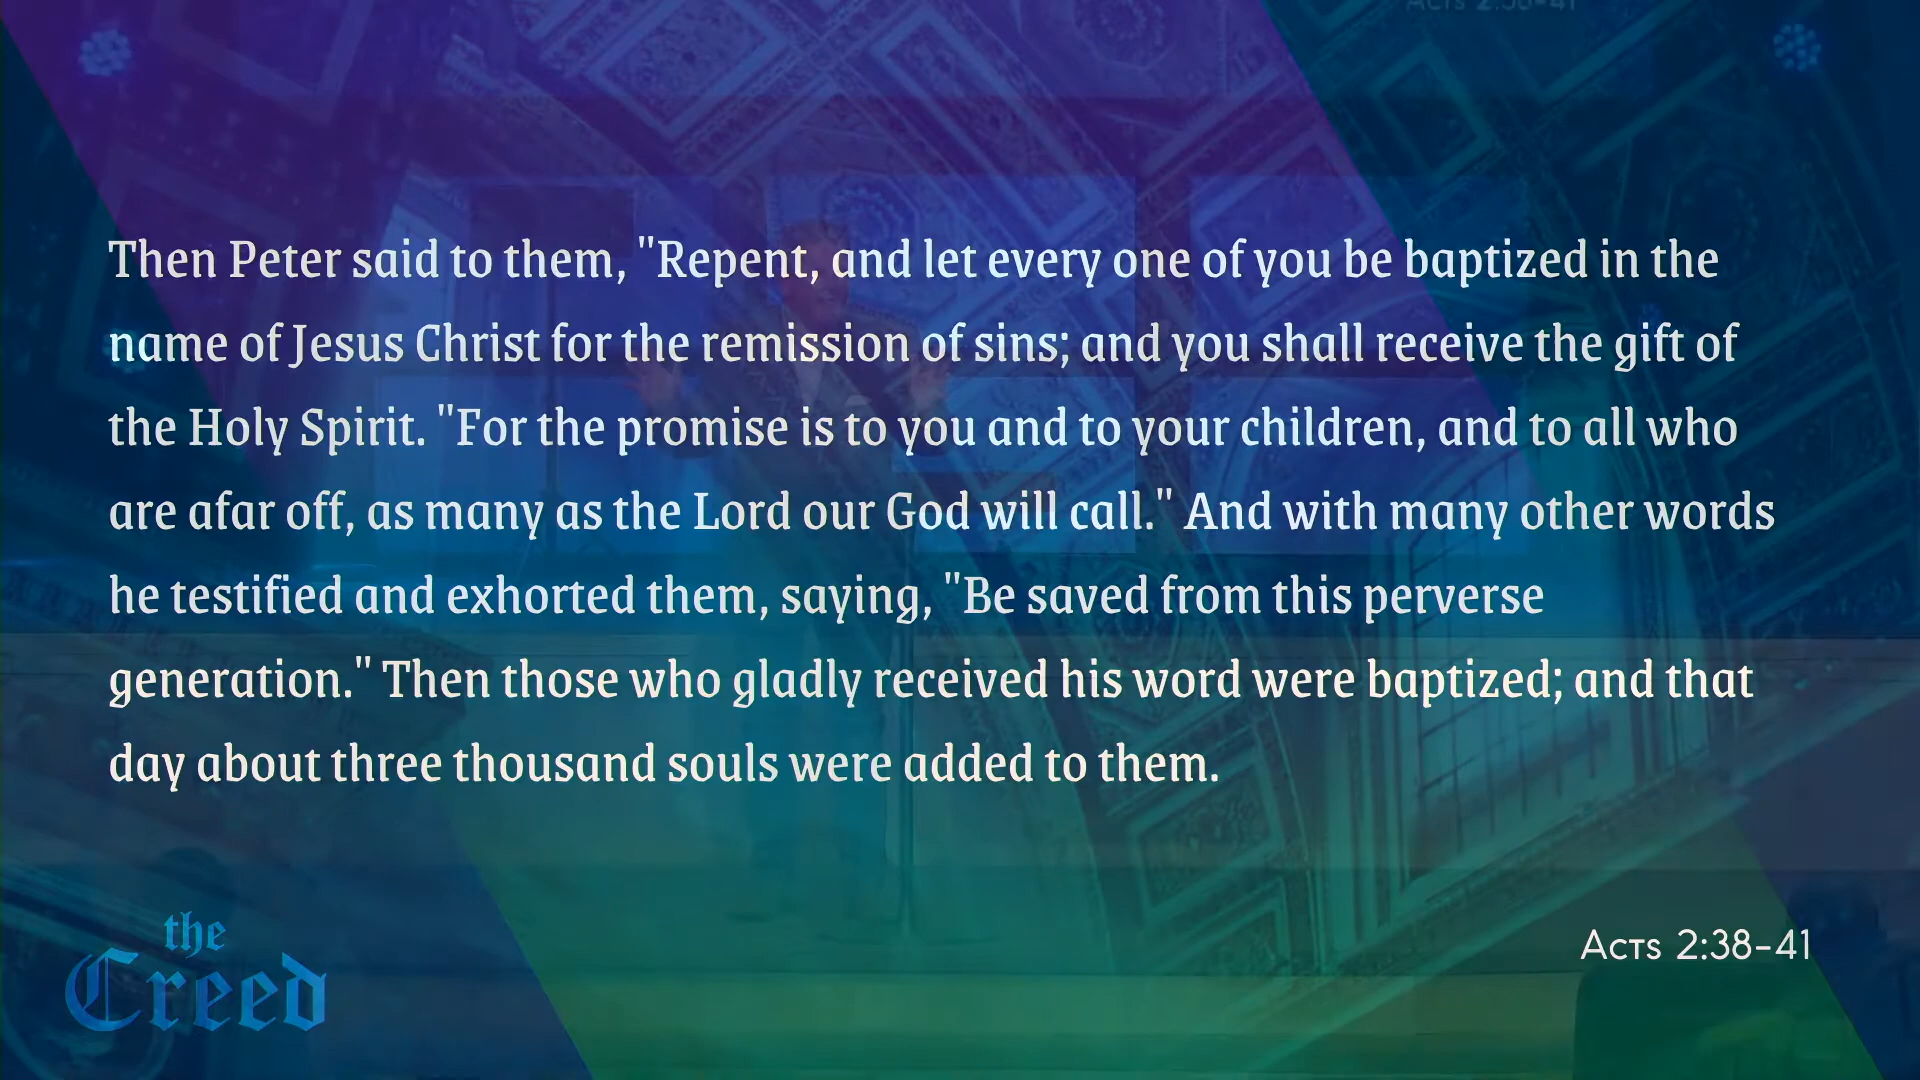 Acts 2:38-41
Then Peter said to them, "Repent, and let every one of you be baptized in the
name of Jesus Christ for the remission of sins; and you shall receive the gift of
the Holy Spirit. "For the promise is to you and to your children, and to all who
are afar off, as many as the Lord our God will call." And with many other words
he testified and exhorted them, saying, "Be saved from this perverse
generation." Then those who gladly received his word were baptized; and that
day about three thousand souls were added to them.
the
Creed
Acts 2:38-41